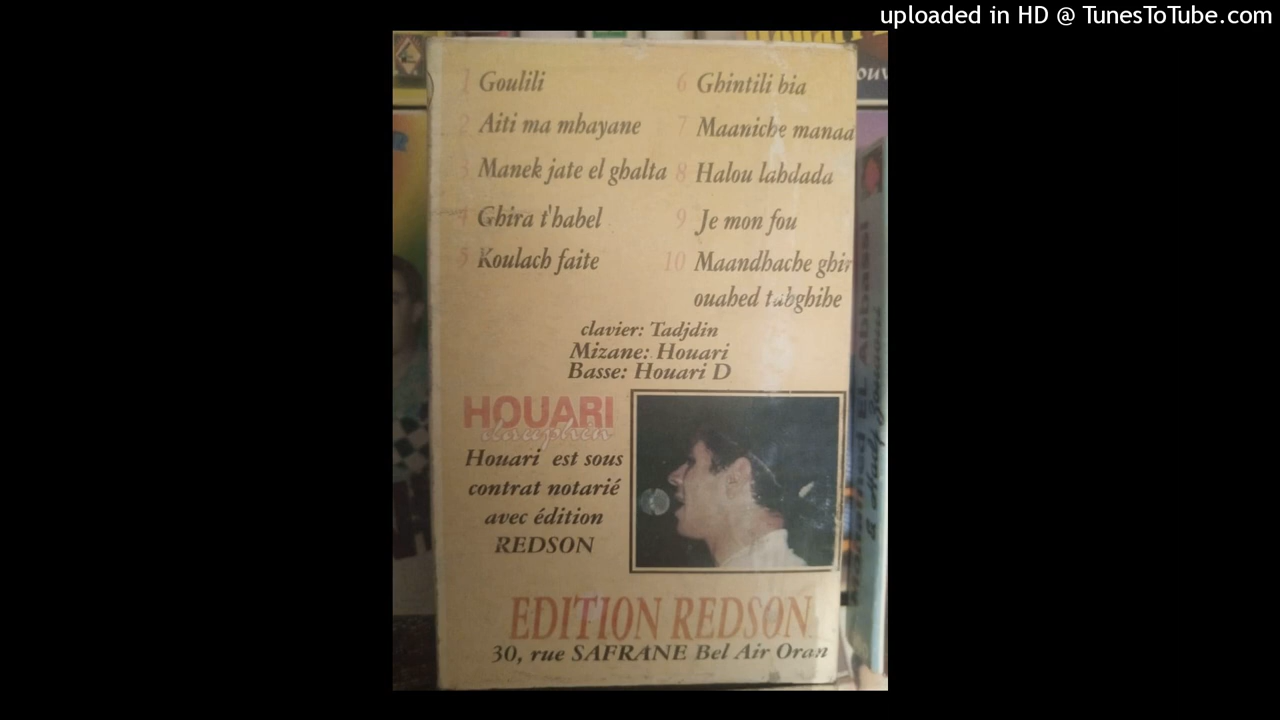 uploaded in HD @ TunesToTube.com
1 Goulili
2 Aiti ma mbayane
3 Manek jate el ghalta
4 Ghira t'habel
5 Koulach faite
6 Ghintili bia
7 Maaniche manaa
8 Halou lahdada
9 Je mon fou
10 Maandhache ghir
ouahed tabghihe
clavier: Tadjdin
Mizane: Houari
Basse: Houari D
HOUARI
dauphin
Houari est sous
contrat notarié
avec édition
REDSON
EDITION REDSON
30, rue SAFRANE Bel Air Oran